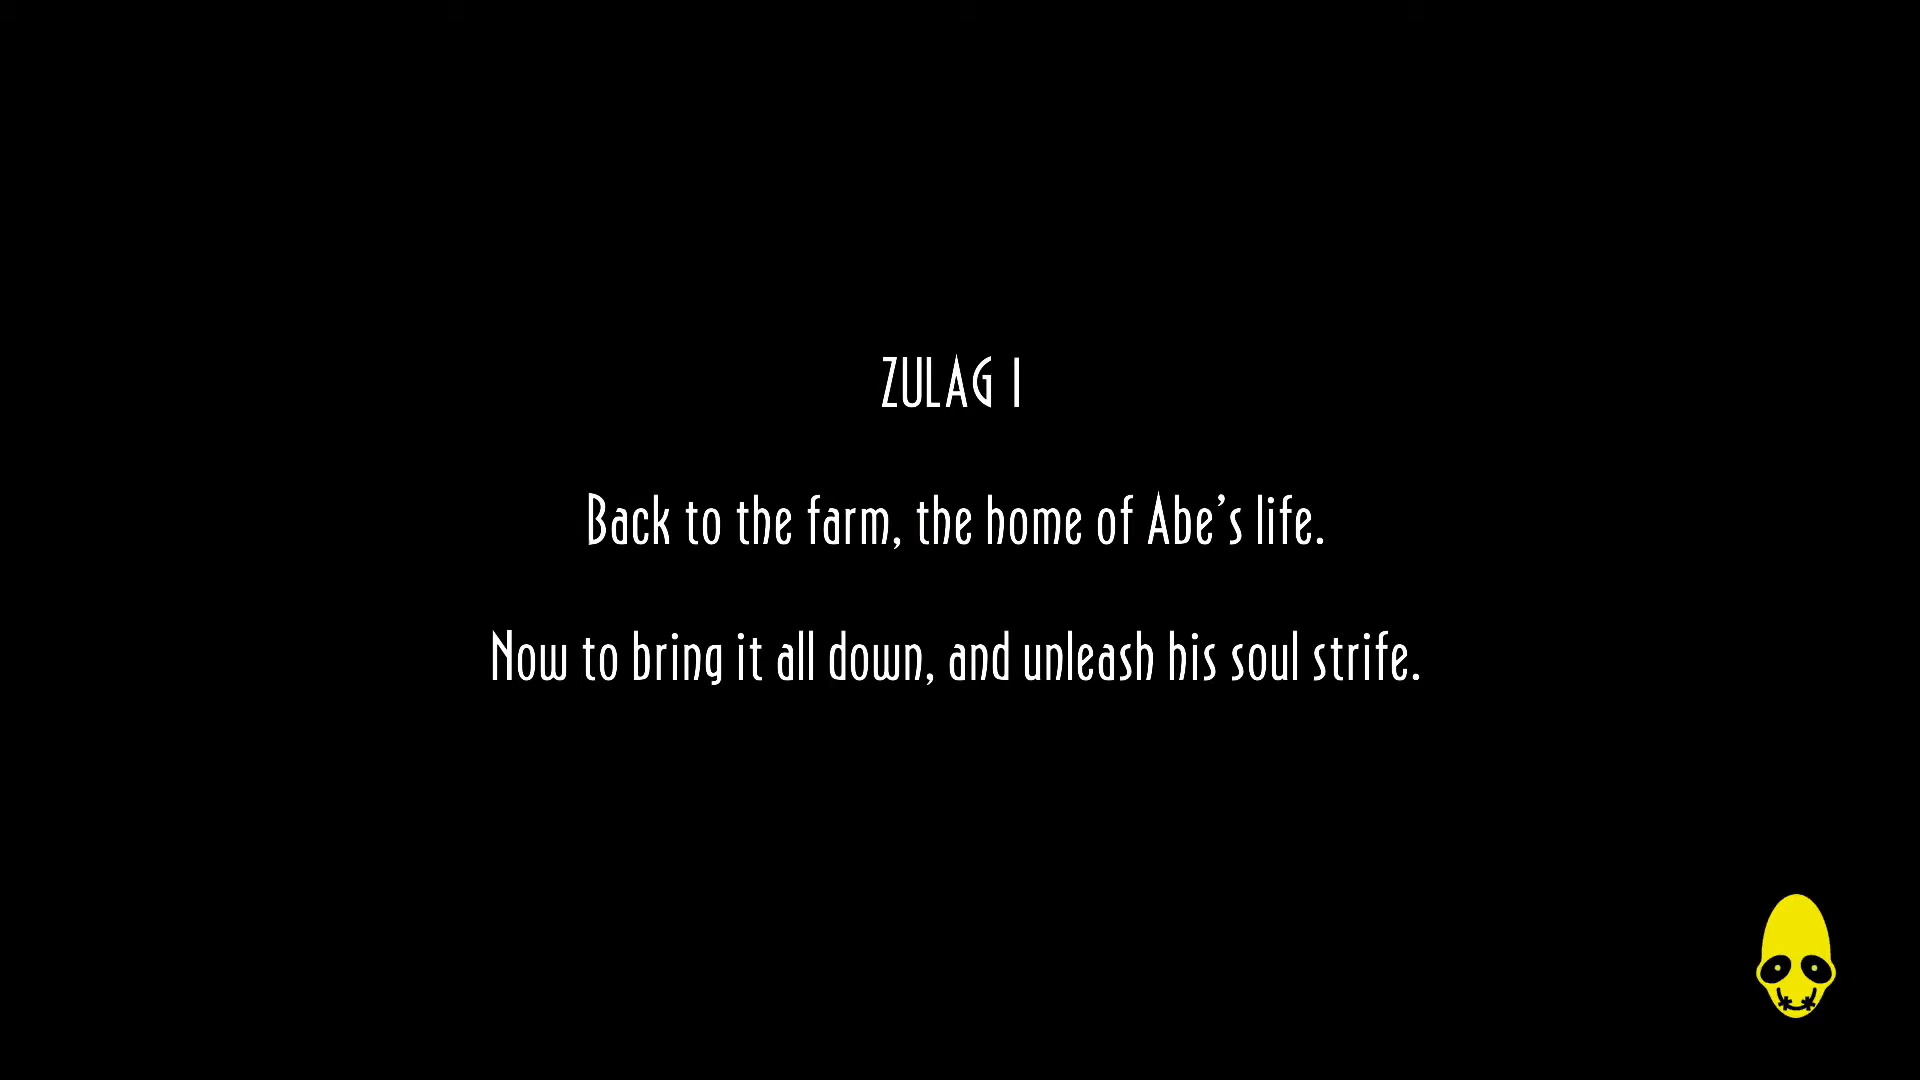 ZULAG 1
Back to the farm, the home of Abe’s life.
Now to bring it all down, and unleash his soul strife.